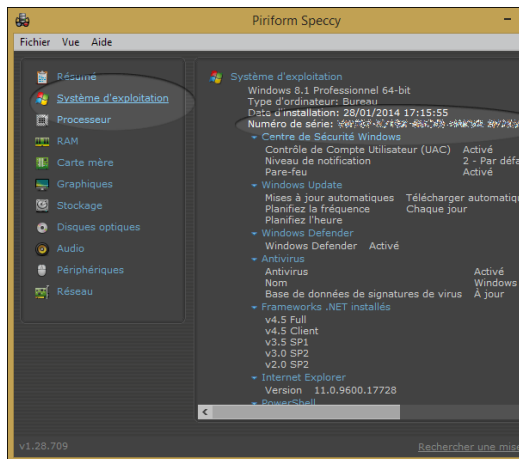 Piriform Speccy
Fichier Vue Aide
Résumé
Système d'exploitation
Processeur
RAM
Carte mère
Graphiques
Stockage
Disques optiques
Audio
Périphériques
Réseau
Système d'exploitation
Windows 8.1 Professionnel 64-bit
Type d'ordinateur: Bureau
Date d'installation: 28/01/2014 17:15:55
Numéro de série:
Centre de Sécurité Windows
Contrôle de Compte Utilisateur (UAC) Activé
Niveau de notification 2 - Par défa
Pare-feu Activé
Windows Update
Mises à jour automatiques Télécharger automatiq
Planifiez la fréquence Chaque jour
Planifiez l'heure
Windows Defender
Windows Defender Activé
Antivirus
Antivirus Activé
Nom Windows
Base de données de signatures de virus À jour
Frameworks .NET installés
v4.5 Full
v4.5 Client
v3.5 SP1
v3.0 SP2
v2.0 SP2
Internet Explorer
Version 11.0.9600.17728
PowerShell
v1.28.709
Rechercher une mise